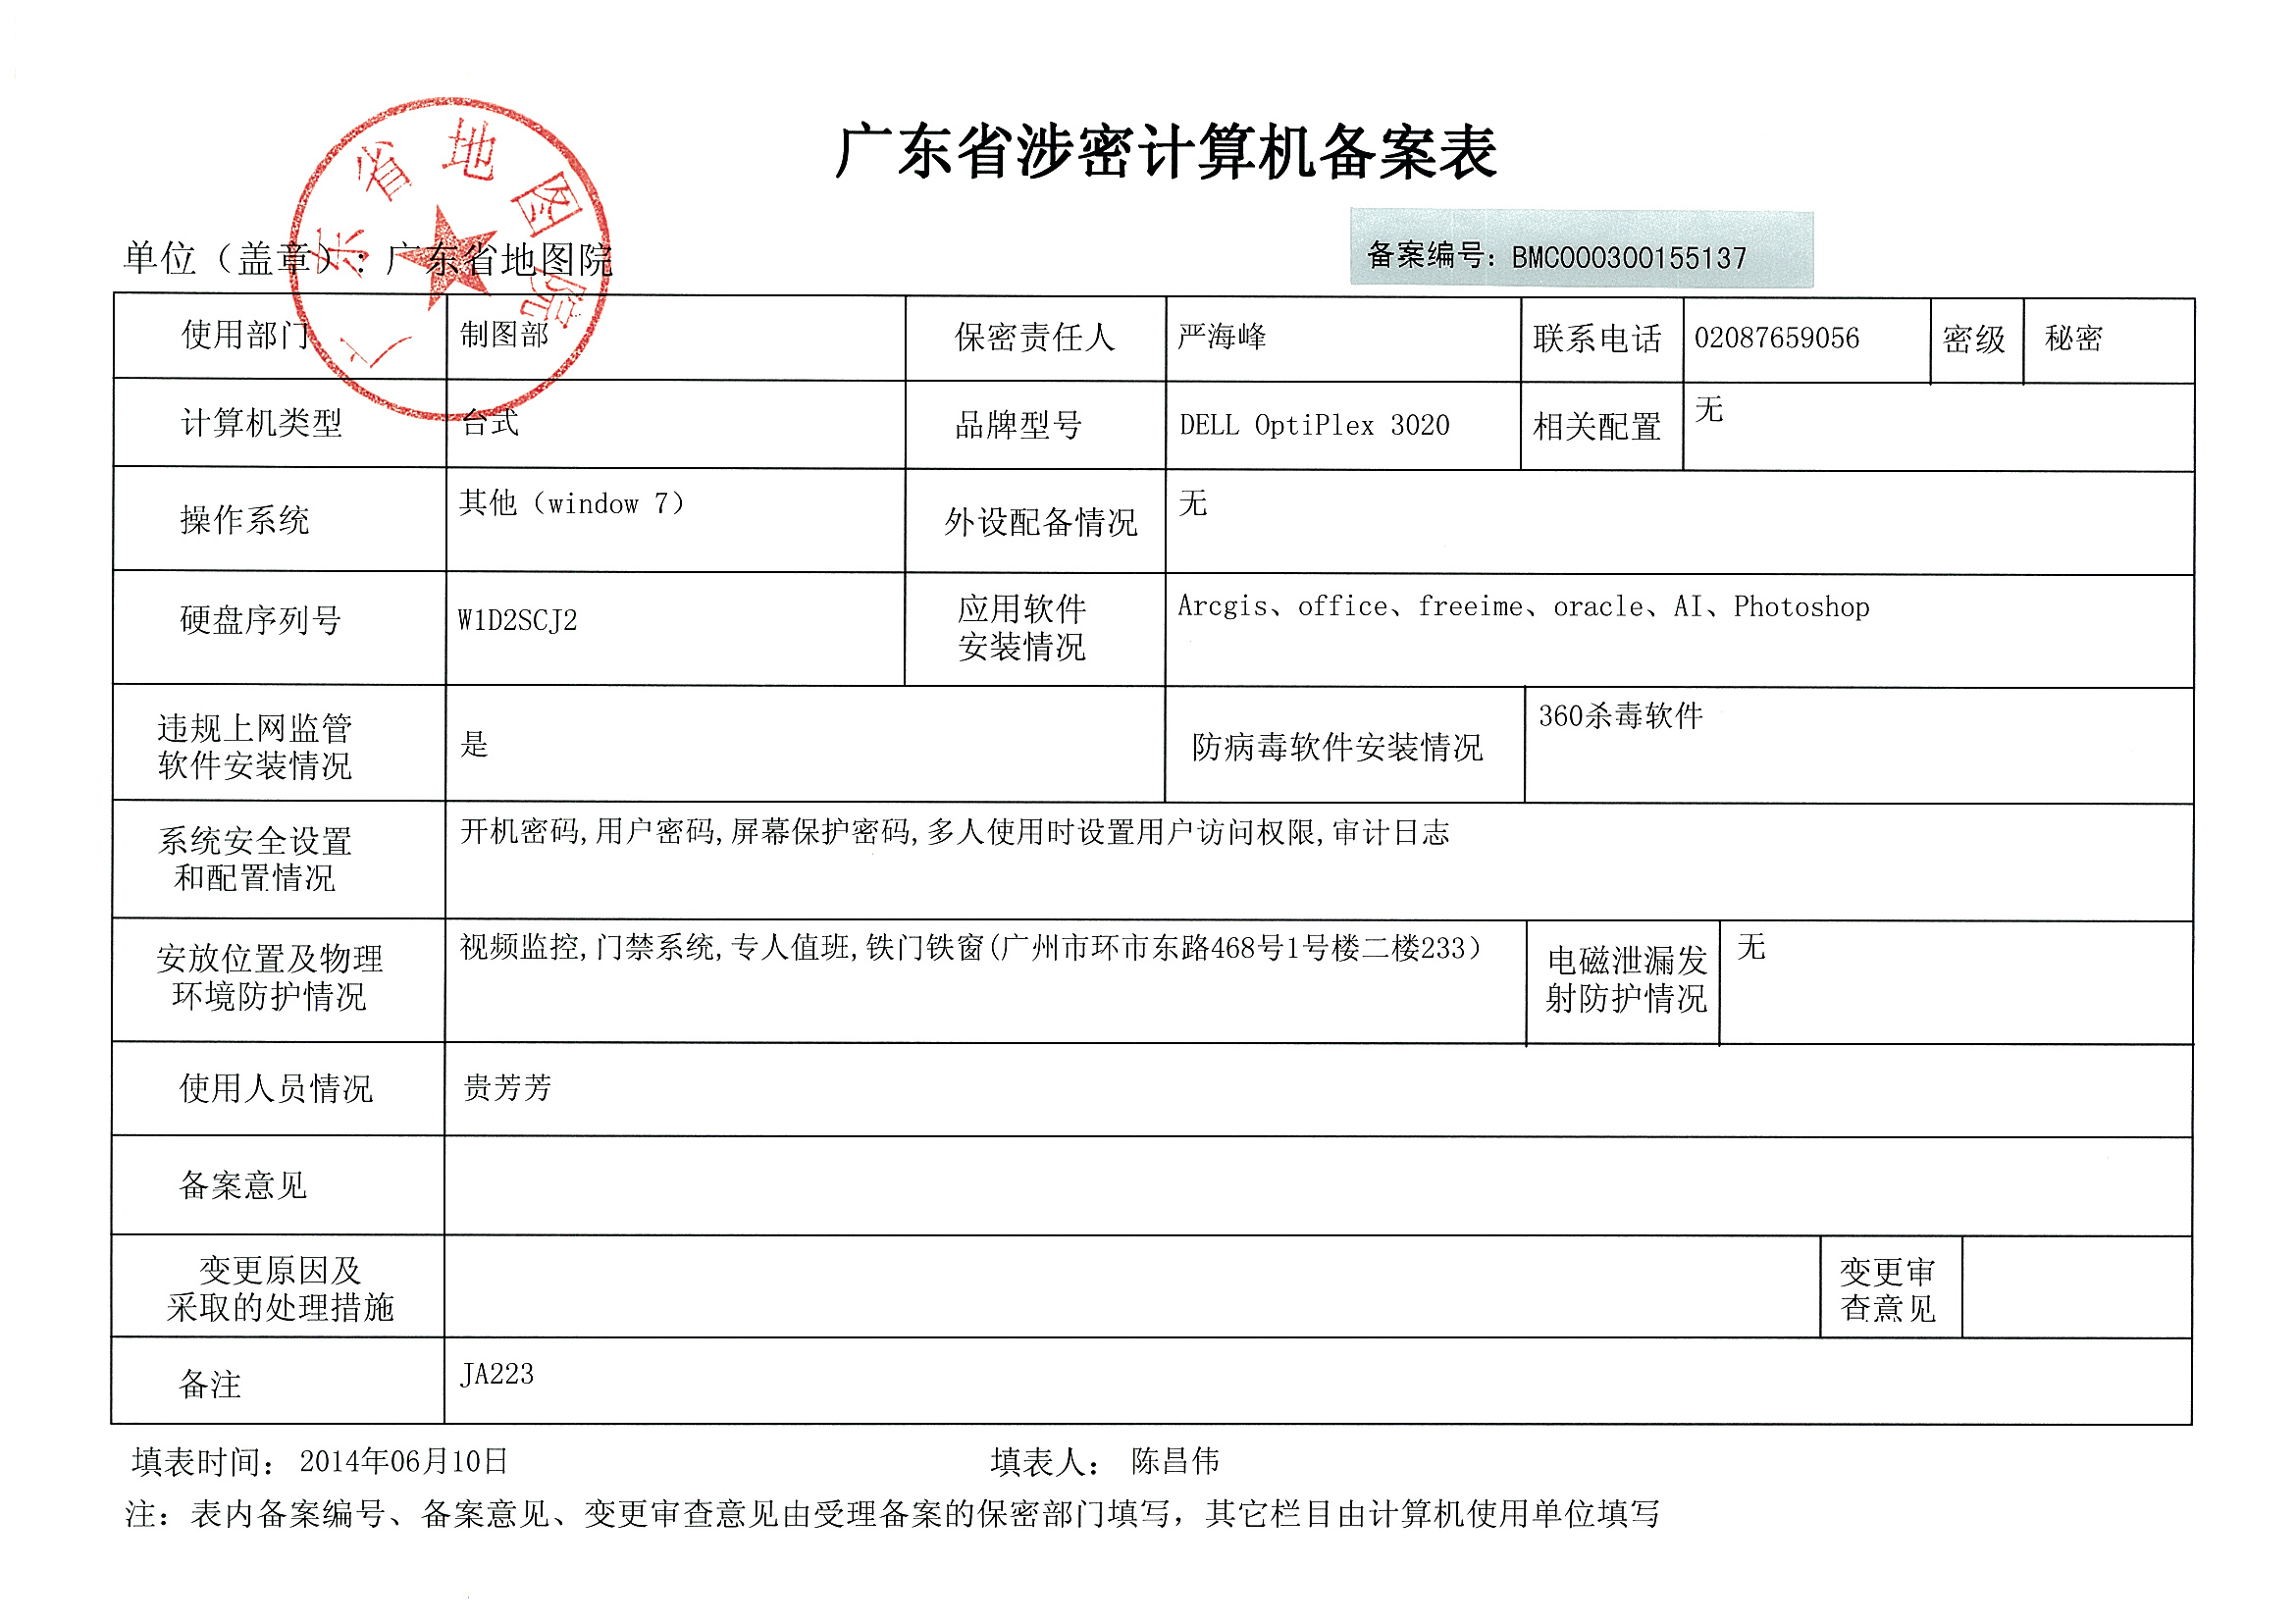 广东省涉密计算机备案表
广东省地图院
单位（盖章）：广东省地图院
备案编号：BMC000300155137
使用部门 制图部 保密责任人 严海峰 联系电话 02087659056 密级 秘密
计算机类型 台式 品牌型号 DELL OptiPlex 3020 相关配置 无
操作系统 其他（window 7） 外设配备情况 无
硬盘序列号 W1D2SCJ2 应用软件 Arcgis、office、freeime、oracle、AI、Photoshop
安装情况
违规上网监管 是 防病毒软件安装情况 360杀毒软件
软件安装情况
系统安全设置 开机密码,用户密码,屏幕保护密码,多人使用时设置用户访问权限,审计日志
和配置情况
安放位置及物理 视频监控,门禁系统,专人值班,铁门铁窗(广州市环市东路468号1号楼二楼233） 电磁泄漏发 无
环境防护情况 射防护情况
使用人员情况 贵芳芳
备案意见
变更原因及 变更审
采取的处理措施 查意见
备注 JA223
填表时间： 2014年06月10日 填表人： 陈昌伟
注：表内备案编号、备案意见、变更审查意见由受理备案的保密部门填写，其它栏目由计算机使用单位填写